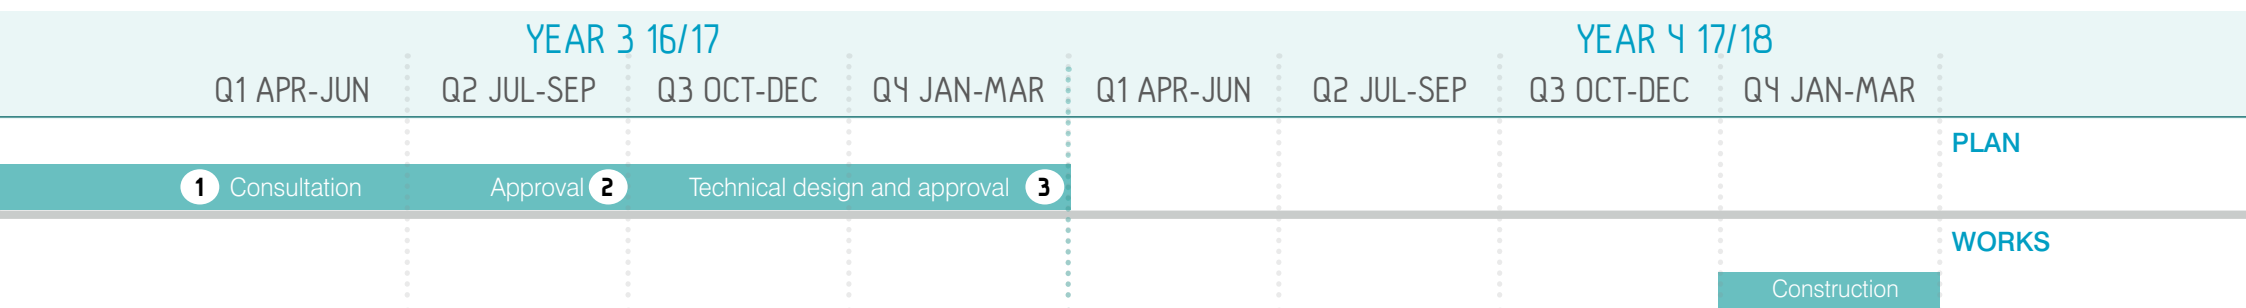 YEAR 3 16/17 YEAR 4 17/18
Q1 APR-JUN Q2 JUL-SEP Q3 OCT-DEC Q4 JAN-MAR Q1 APR-JUN Q2 JUL-SEP Q3 OCT-DEC Q4 JAN-MAR
PLAN
1 Consultation Approval 2 Technical design and approval 3
WORKS
Construction